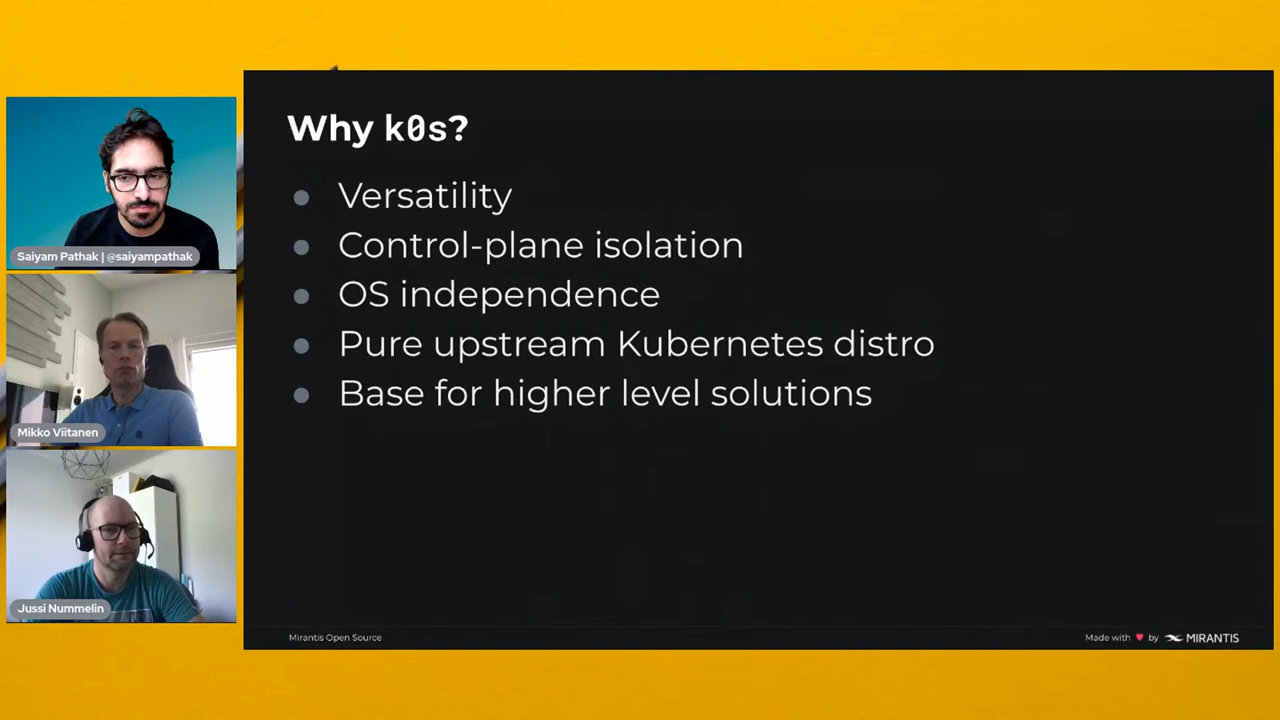 Why k0s?
Versatility
Control-plane isolation
OS independence
Pure upstream Kubernetes distro
Base for higher level solutions
Saiyam Pathak | @saiyampathak
Mikko Viitanen
Jussi Nummelin
Mirantis Open Source
Made with ♥ by MIRANTIS